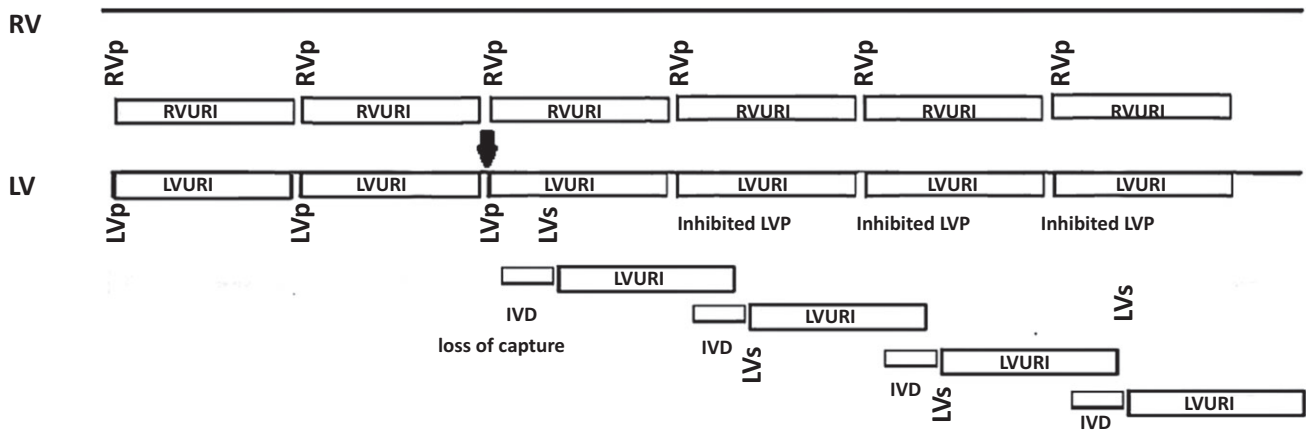 RV
RVp RVp RVp RVp RVp RVp
RVURI RVURI RVURI RVURI RVURI RVURI
LV
LVURI LVURI LVURI LVURI LVURI LVURI
LVp LVp LVp LVs Inhibited LVP Inhibited LVP Inhibited LVP
LVURI
LVs
IVD
LVURI
loss of capture
IVD
LVs
LVURI
IVD
LVs
LVURI
IVD